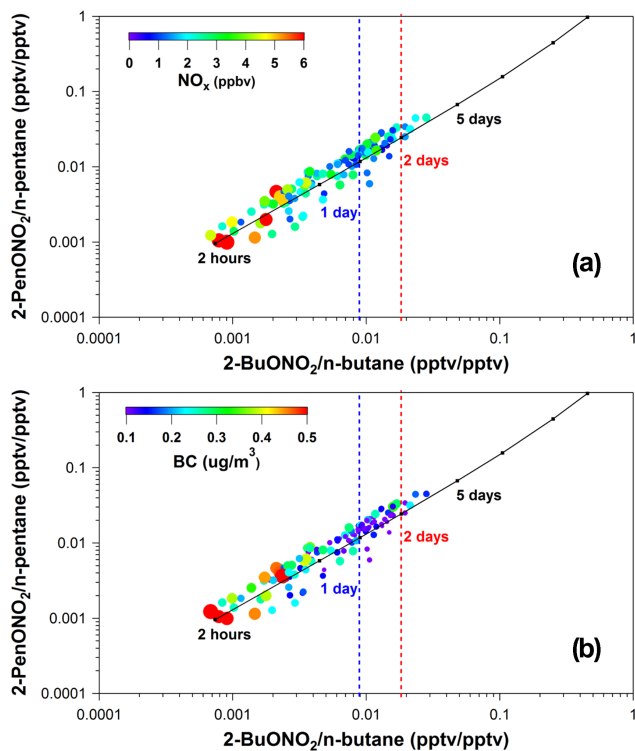 (a)
1
0.1
0.01
0.001
0.0001
2-PenONO₂/n-pentane (pptv/pptv)
0 1 2 3 4 5 6
NOₓ (ppbv)
5 days
2 days
1 day
2 hours
(a)
0.0001 0.001 0.01 0.1 1
2-BuONO₂/n-butane (pptv/pptv)
(b)
1
0.1
0.01
0.001
0.0001
2-PenONO₂/n-pentane (pptv/pptv)
0.1 0.2 0.3 0.4 0.5
BC (ug/m³)
5 days
2 days
1 day
2 hours
(b)
0.0001 0.001 0.01 0.1 1
2-BuONO₂/n-butane (pptv/pptv)